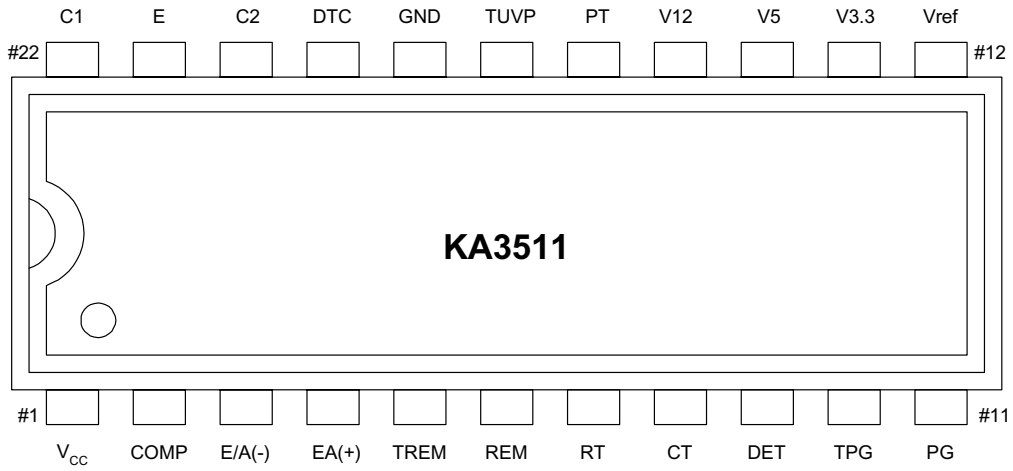 C1 E C2 DTC GND TUVP PT V12 V5 V3.3 Vref
#22 #12
KA3511
#1 #11
VCC COMP E/A(-) EA(+) TREM REM RT CT DET TPG PG